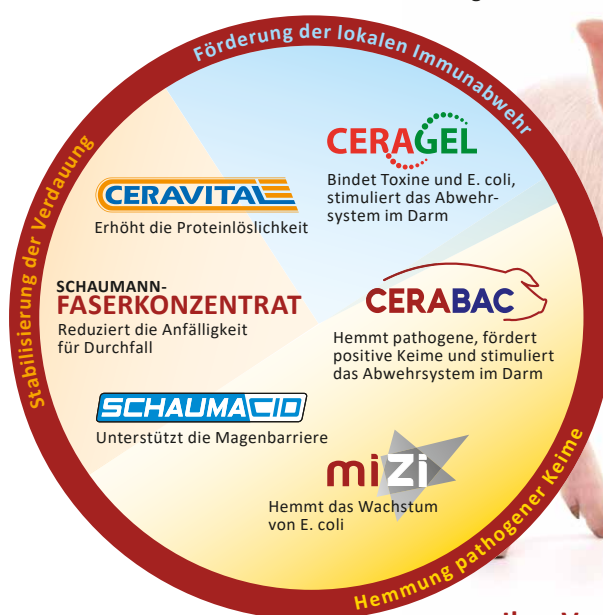 Förderung der lokalen Immunabwehr
CERAGEL
Bindet Toxine und E. coli,
stimuliert das Abwehr-
system im Darm
CERAVITAL
Erhöht die Proteinlöslichkeit
Stabilisierung der Verdauung
SCHAUMANN-
FASERKONZENTRAT
Reduziert die Anfälligkeit
für Durchfall
CERABAC
Hemmt pathogene, fördert
positive Keime und stimuliert
das Abwehrsystem im Darm
SCHAUMACID
Unterstützt die Magenbarriere
miZi
Hemmt das Wachstum
von E. coli
Hemmung pathogener Keime